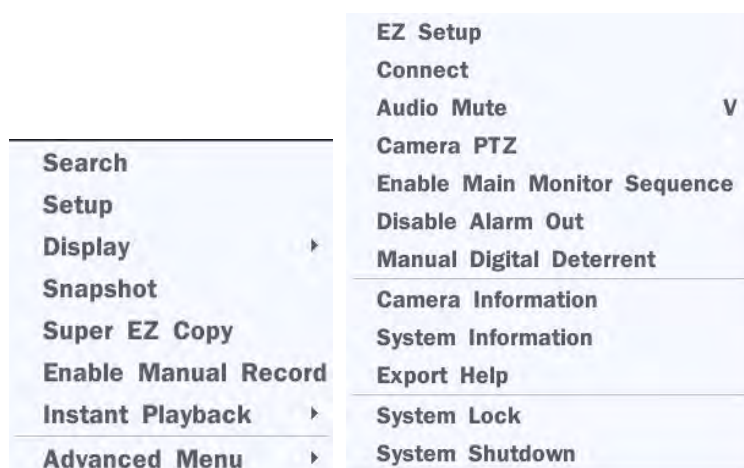 Search
Setup
Display
Snapshot
Super EZ Copy
Enable Manual Record
Instant Playback
Advanced Menu
EZ Setup
Connect
Audio Mute V
Camera PTZ
Enable Main Monitor Sequence
Disable Alarm Out
Manual Digital Deterrent
Camera Information
System Information
Export Help
System Lock
System Shutdown